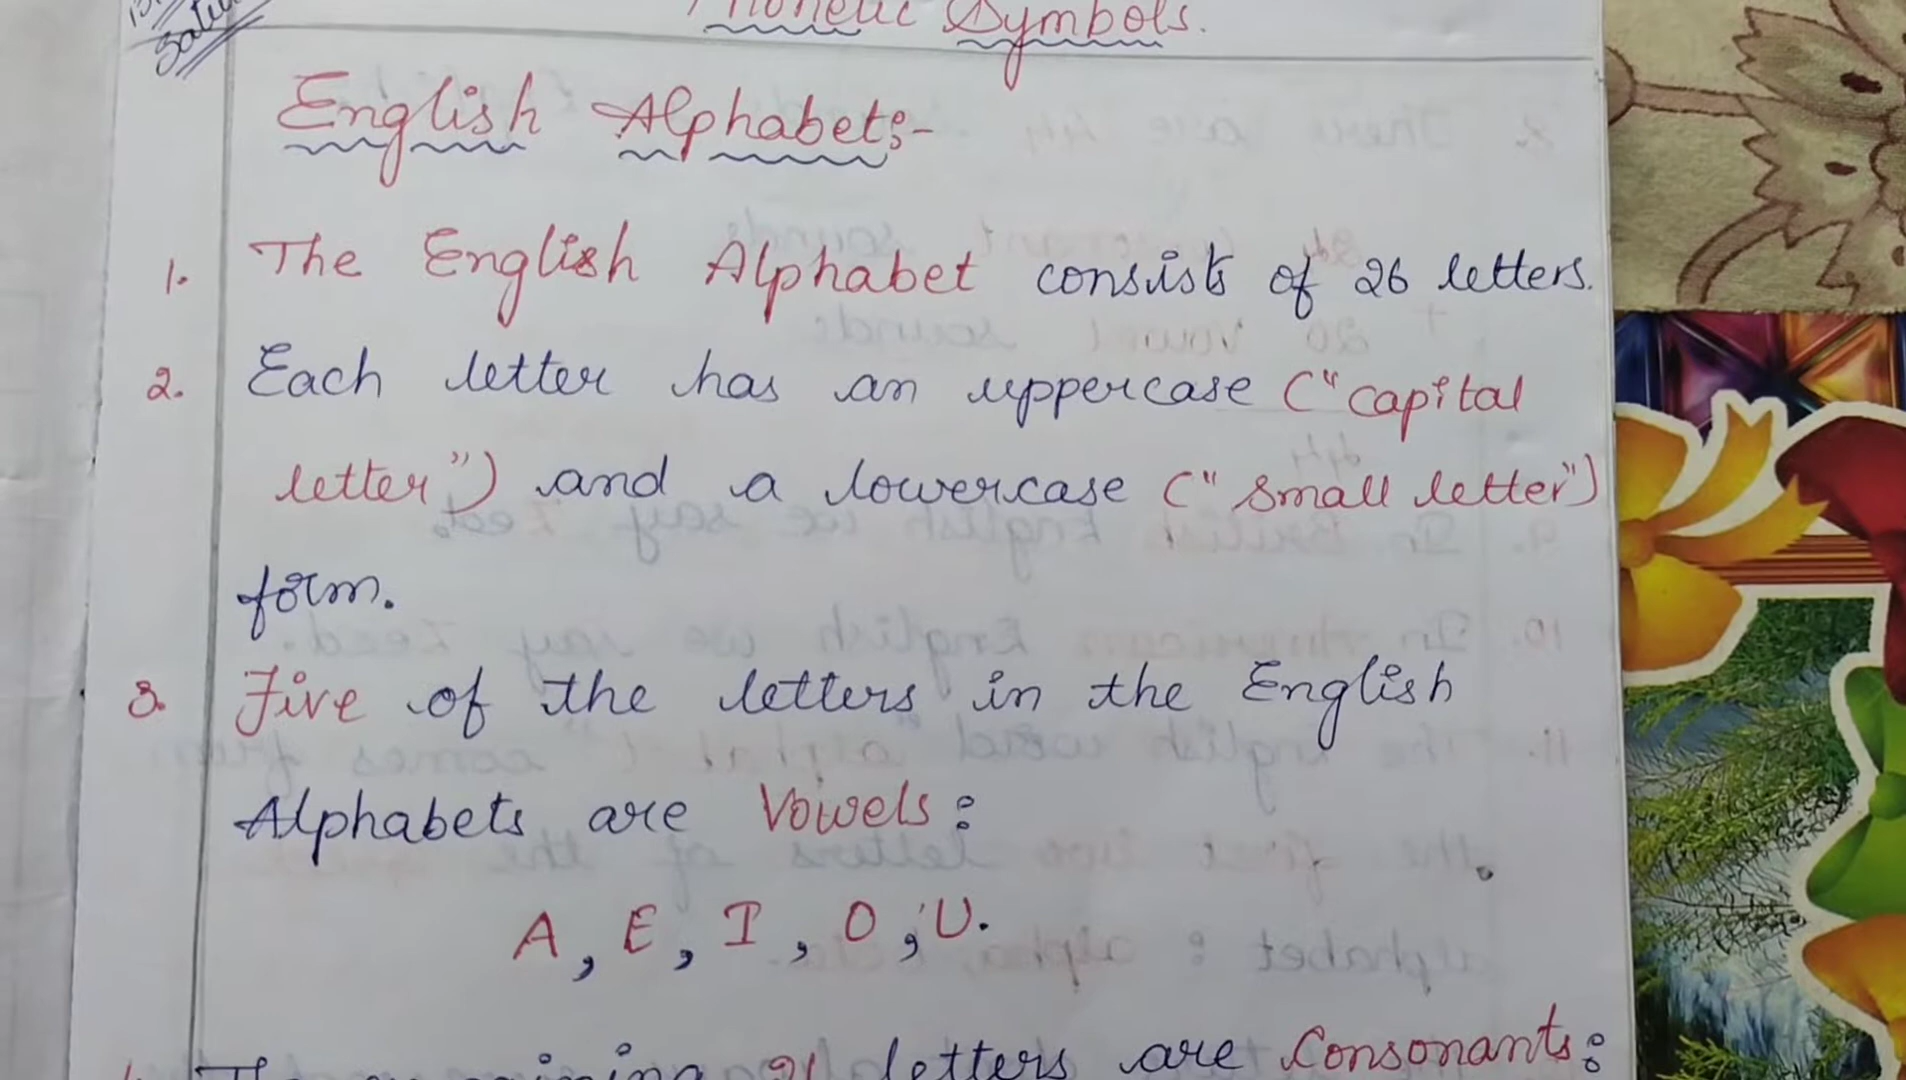 Phonetic Symbols.
English Alphabet:-
1. The English Alphabet consists of 26 letters.
2. Each letter has an uppercase ("capital
letter") and a lowercase ("small letter")
form.
3. Five of the letters in the English
Alphabets are Vowels:
A, E, I, O, U.
21 letters are Consonants: